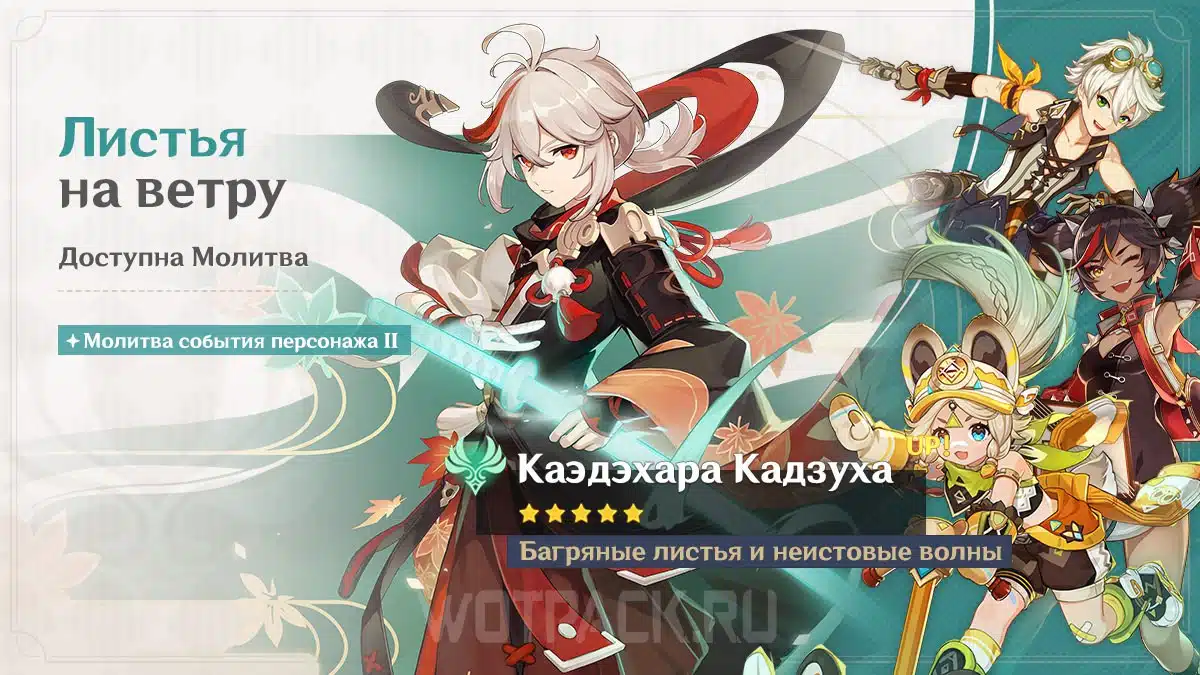 Листья
на ветру
Доступна Молитва
Молитва события персонажа II
UP!
Каэдэхара Кадзуха
Багряные листья и неистовые волны
WOTPACK.RU